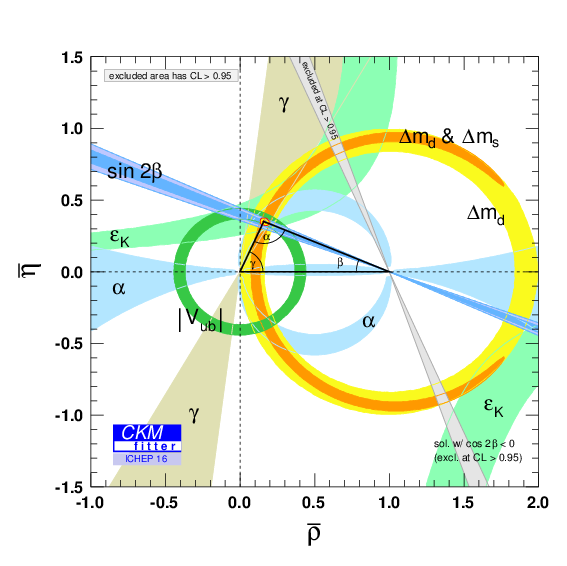 1.5
excluded area has CL > 0.95
excluded at CL > 0.95
γ
1.0
Δm_d & Δm_s
sin 2β
0.5
Δm_d
ε_K
α
γ
β
0.0
α
α
|V_ub|
η̅
-0.5
ε_K
γ
-1.0
CKM
fitter
ICHEP 16
sol. w/ cos 2β < 0
(excl. at CL > 0.95)
-1.5
-1.0 -0.5 0.0 0.5 1.0 1.5 2.0
ρ̅